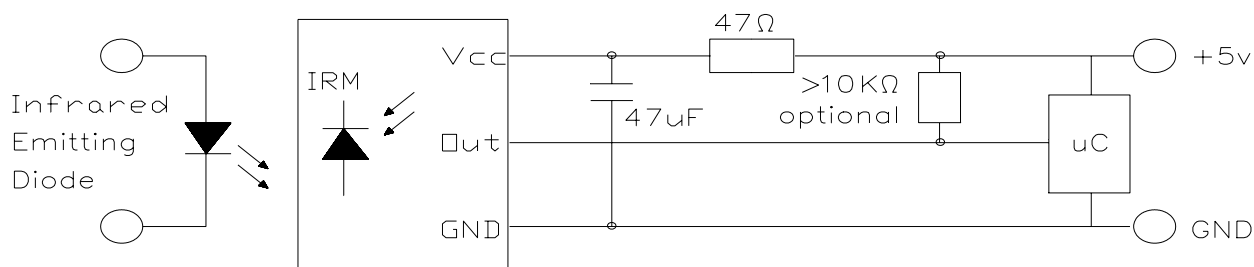 Infrared
Emitting
Diode
IRM
Vcc
Out
GND
47Ω
47uF
>10KΩ
optional
uC
+5v
GND